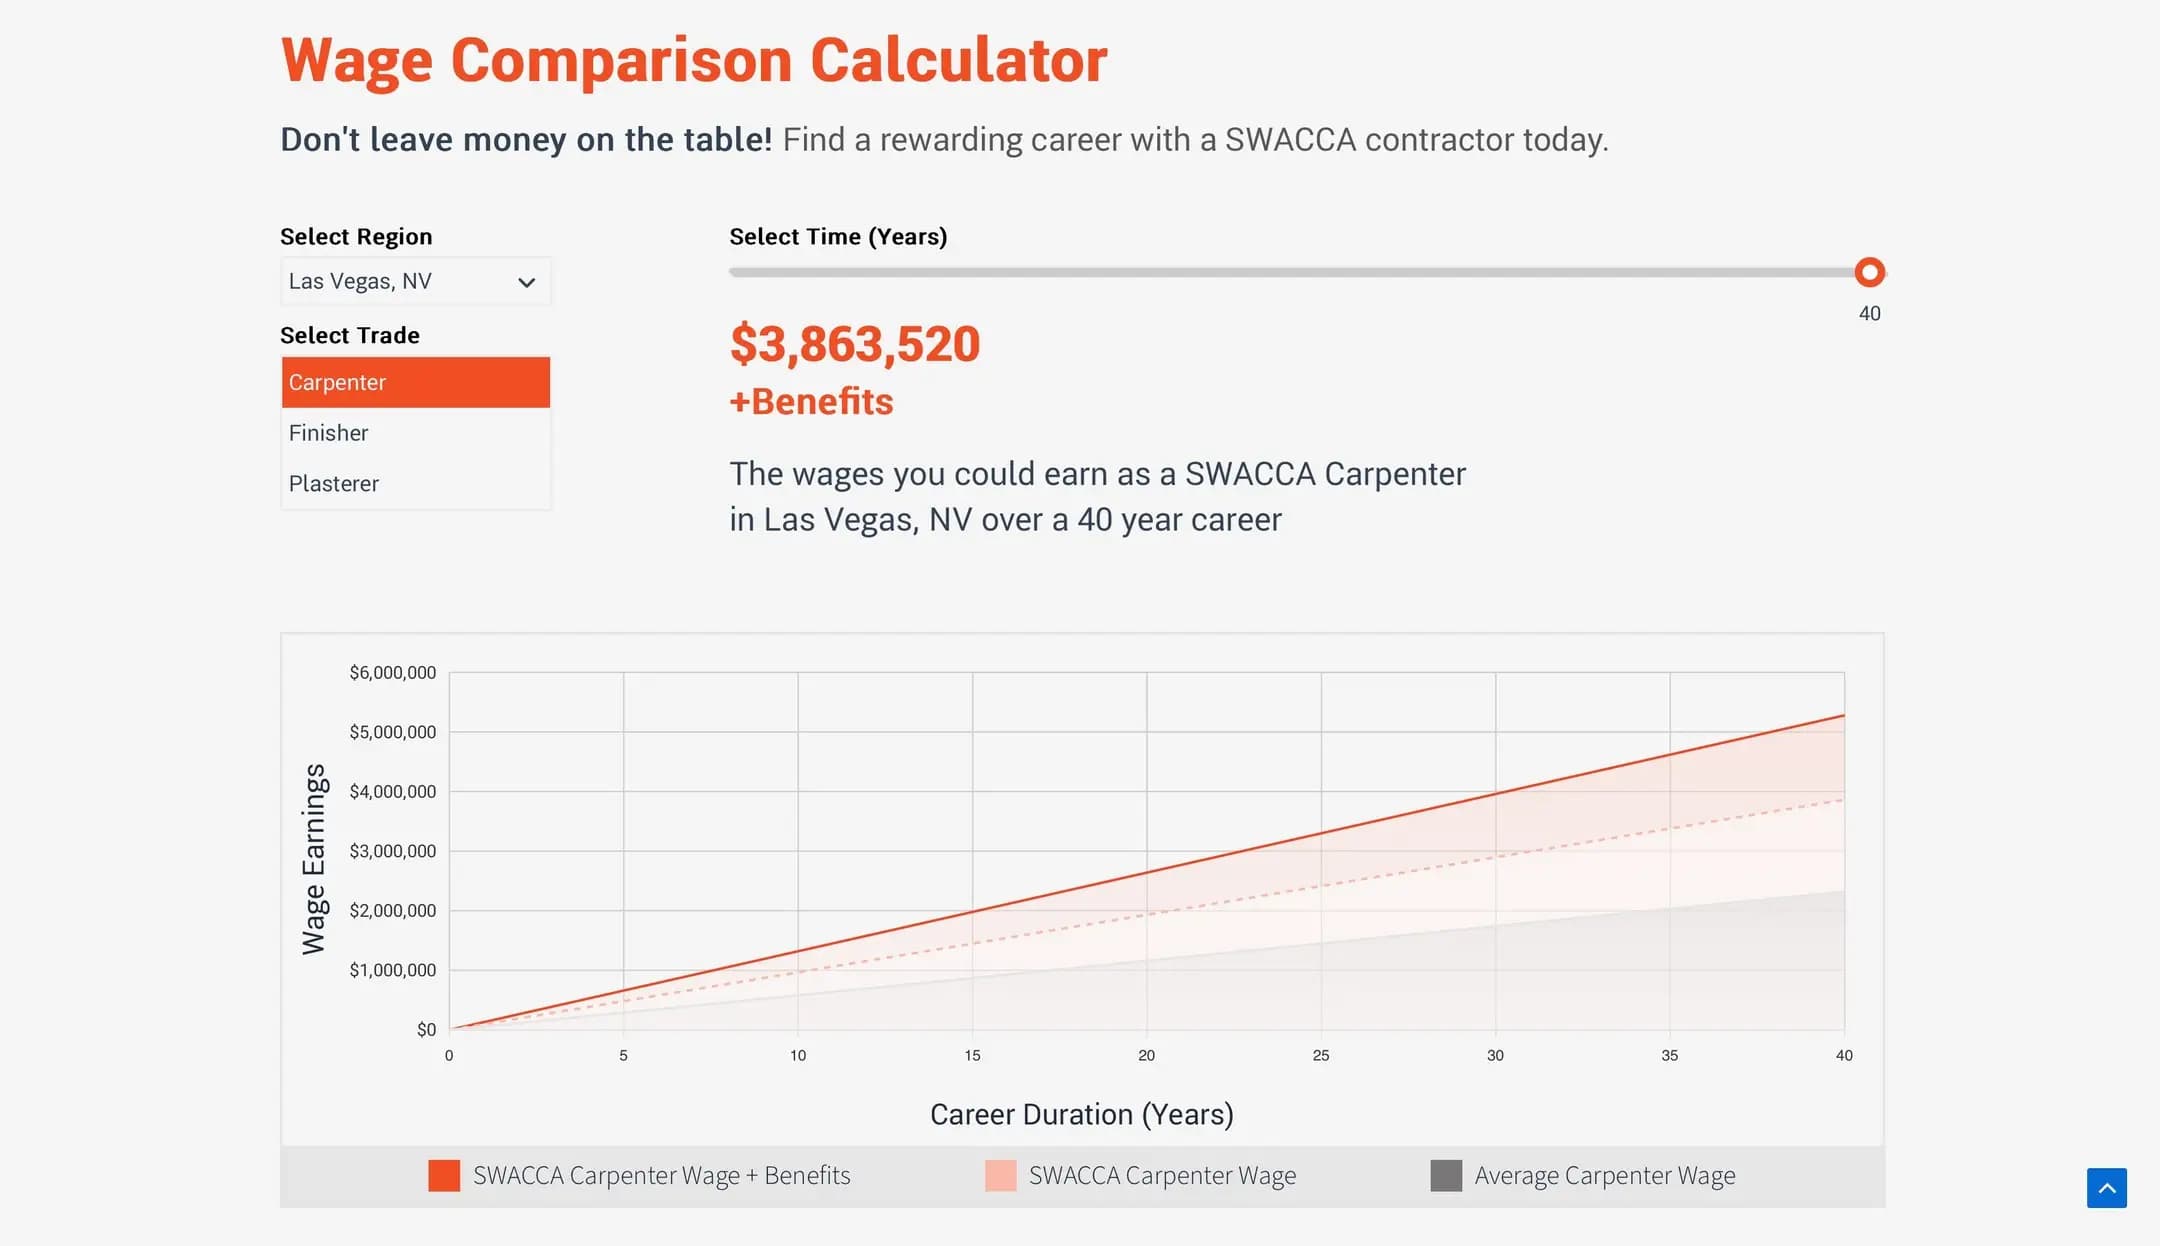 Wage Comparison Calculator
Don't leave money on the table! Find a rewarding career with a SWACCA contractor today.
Select Region
Las Vegas, NV
Select Trade
Carpenter
Finisher
Plasterer
Select Time (Years)
40
$3,863,520
+Benefits
The wages you could earn as a SWACCA Carpenter
in Las Vegas, NV over a 40 year career
Wage Earnings
$6,000,000
$5,000,000
$4,000,000
$3,000,000
$2,000,000
$1,000,000
$0
0 5 10 15 20 25 30 35 40
Career Duration (Years)
SWACCA Carpenter Wage + Benefits
SWACCA Carpenter Wage
Average Carpenter Wage